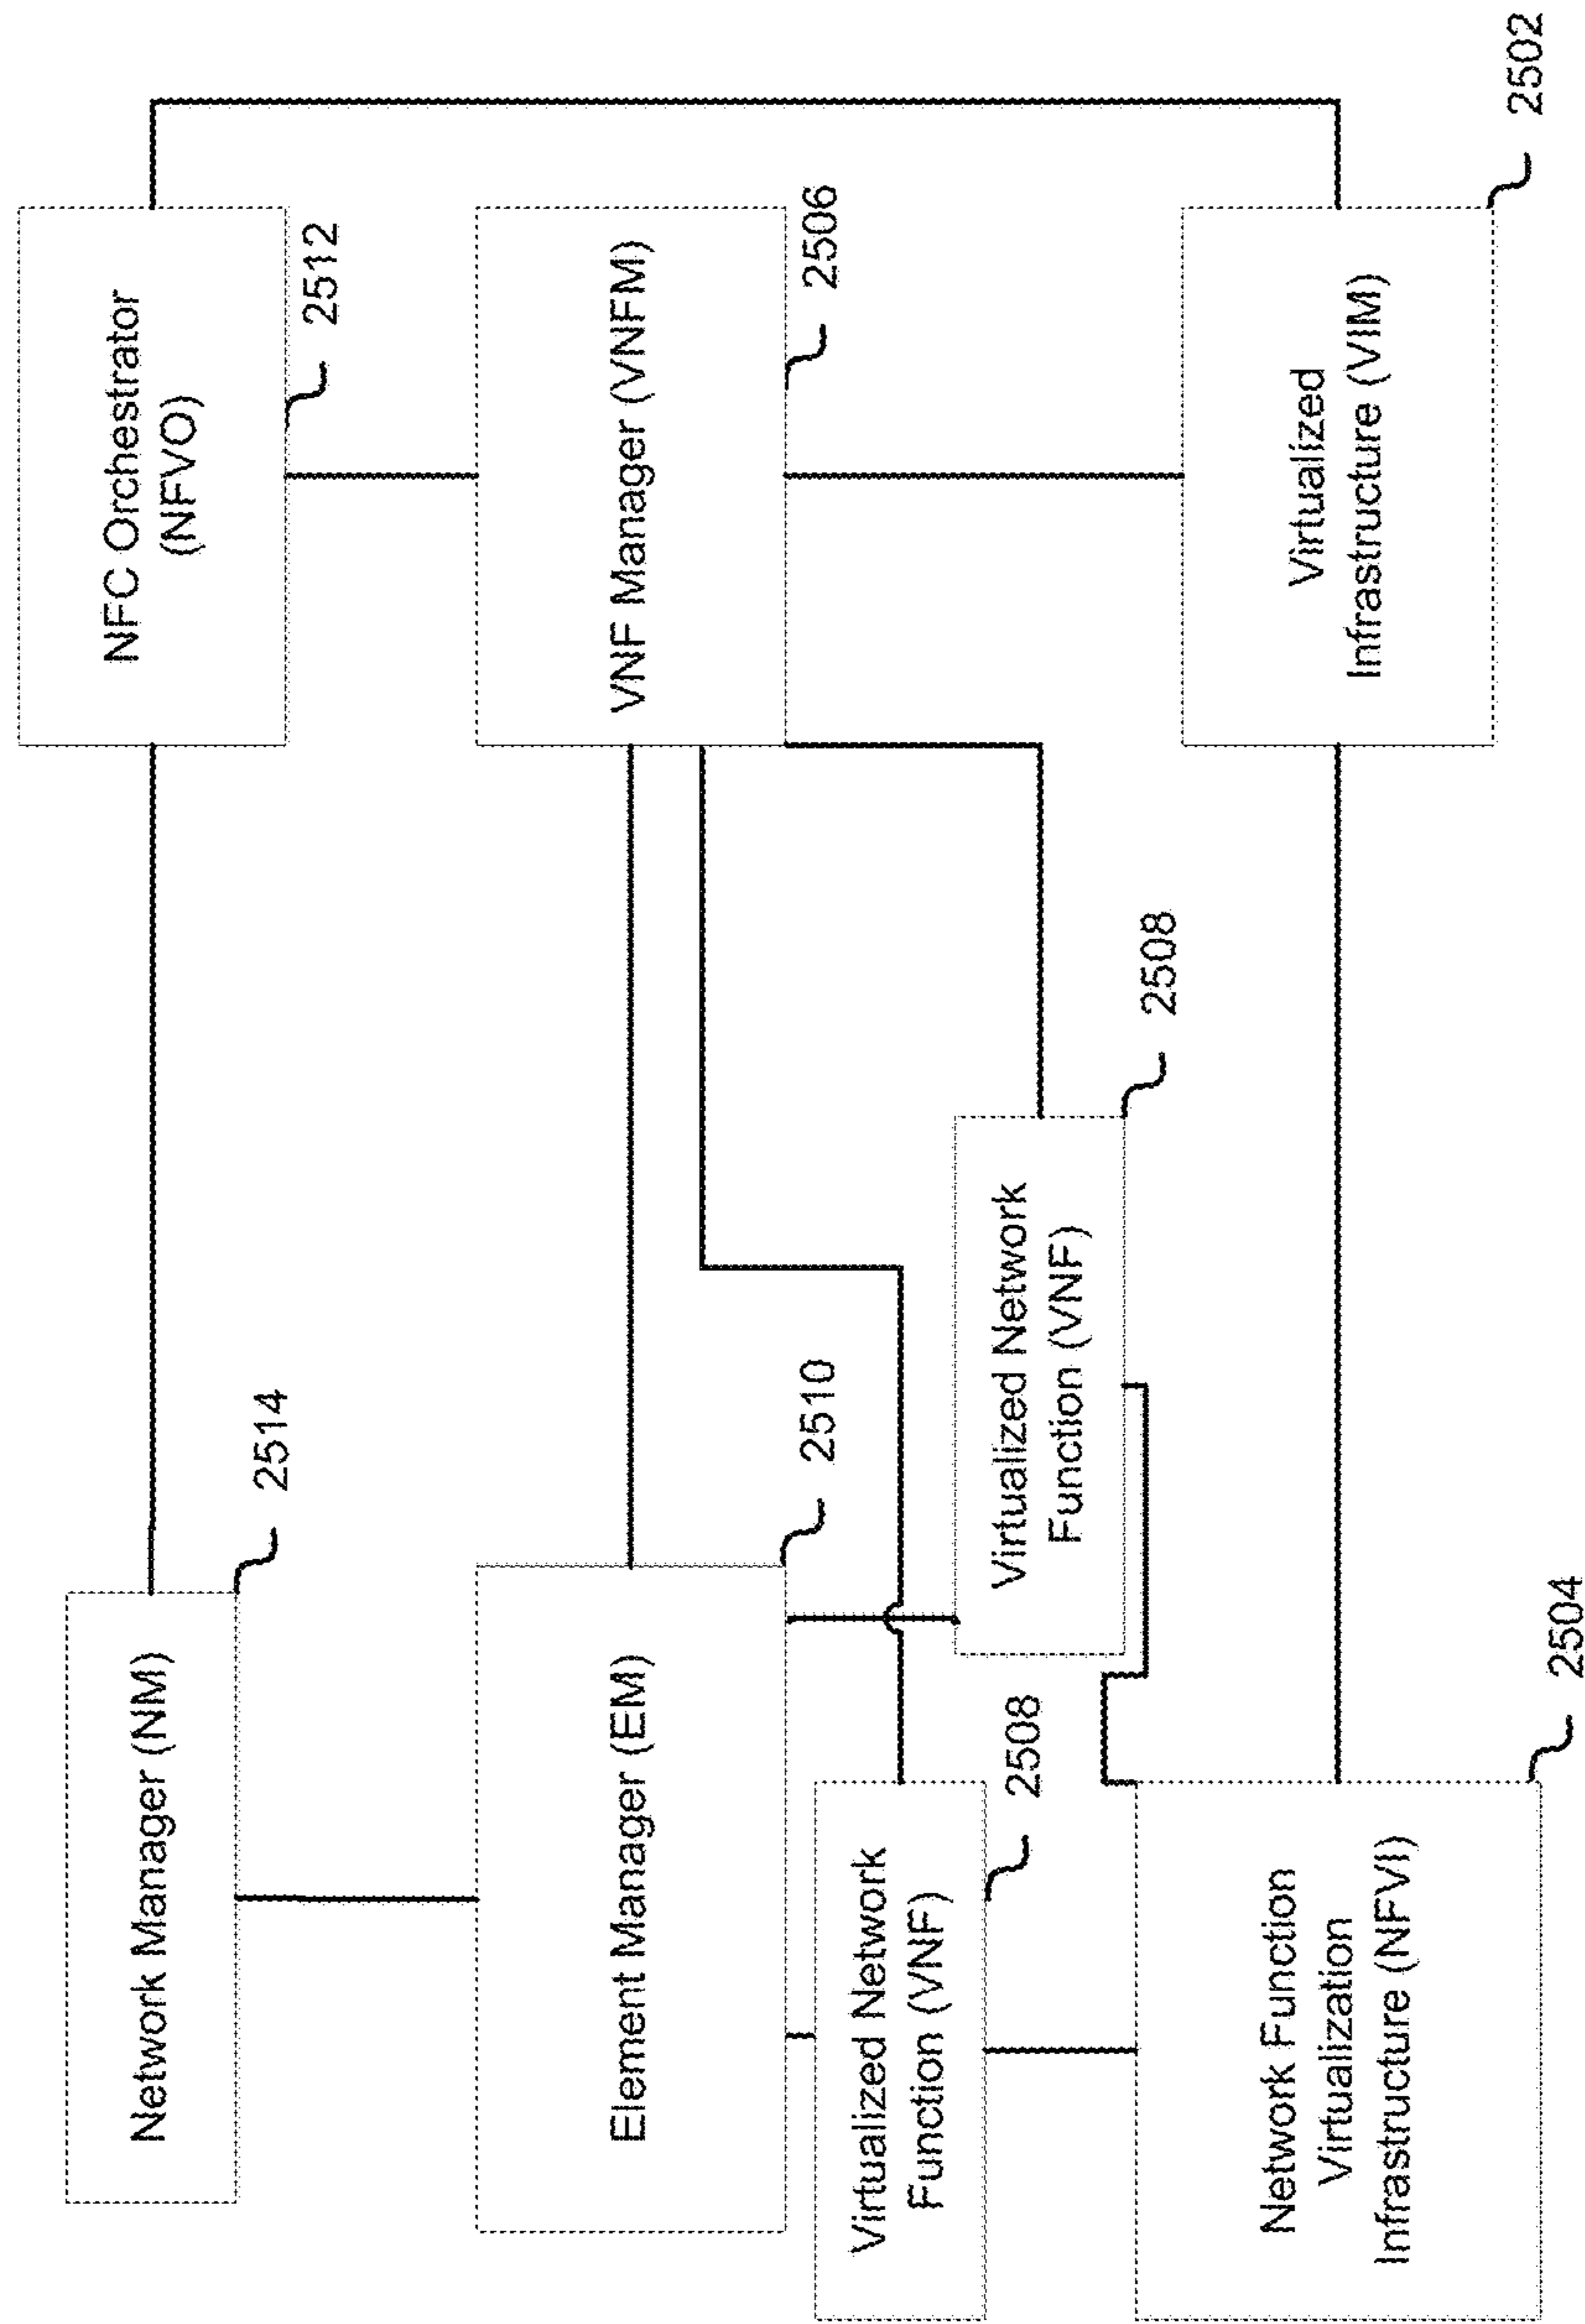 Network Manager (NM)
2514
NFC Orchestrator
(NFVO)
2512
Element Manager (EM)
2510
VNF Manager (VNFM)
2506
Virtualized Network
Function (VNF)
2508
Virtualized Network
Function (VNF)
2508
Network Function
Virtualization
Infrastructure (NFVI)
2504
Virtualized
Infrastructure (VIM)
2502